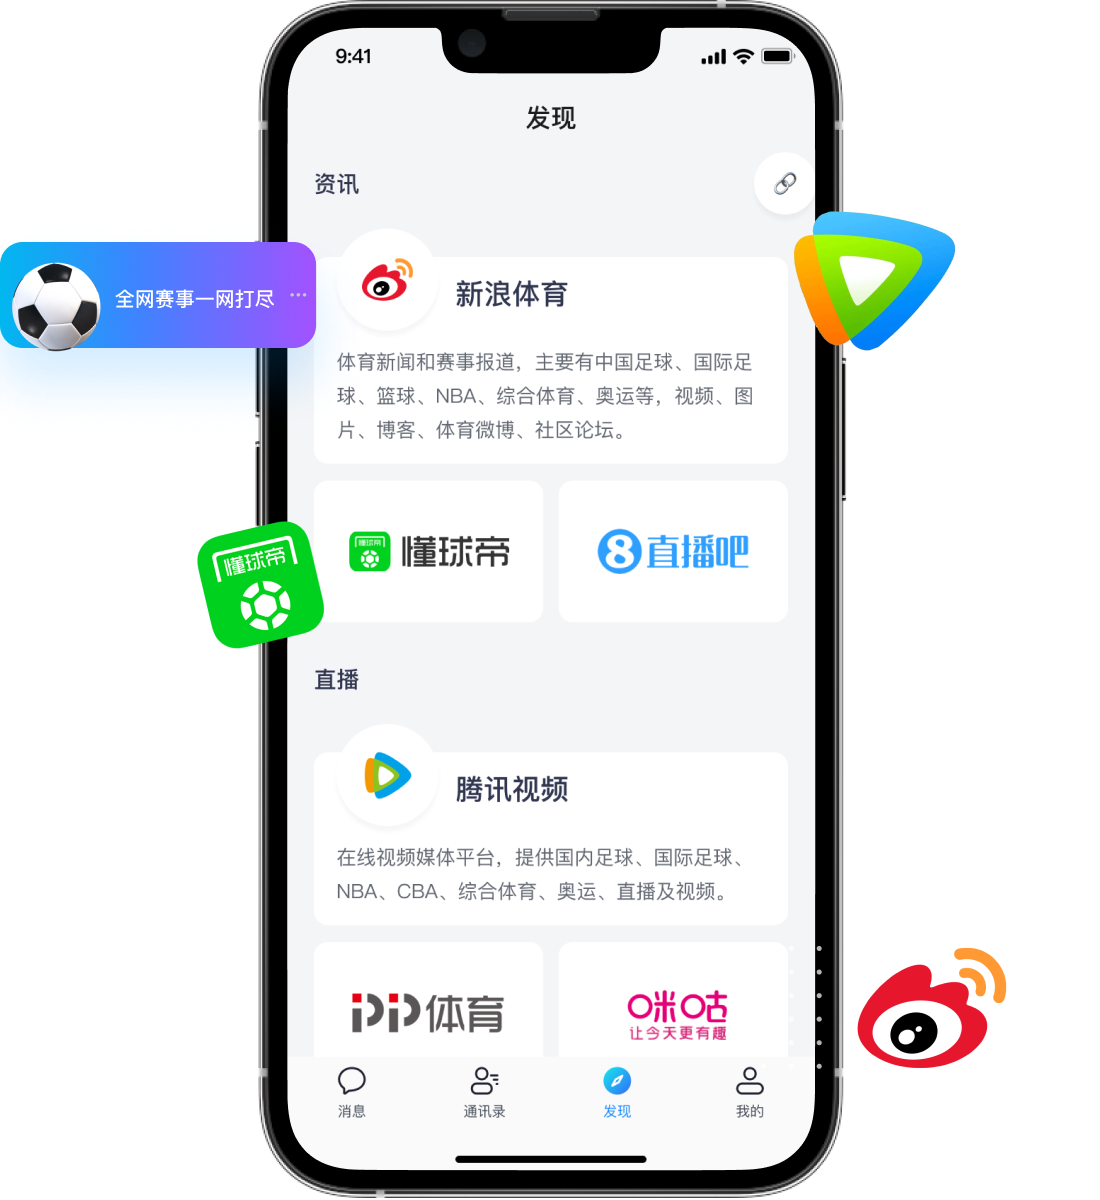 9:41
发现
资讯
全网赛事一网打尽 ···
新浪体育
体育新闻和赛事报道，主要有中国足球、国际足
球、篮球、NBA、综合体育、奥运等，视频、图
片、博客、体育微博、社区论坛。
懂球帝
懂球帝
懂球帝
8直播吧
直播
腾讯视频
在线视频媒体平台，提供国内足球、国际足球、
NBA、CBA、综合体育、奥运、直播及视频。
PP体育
咪咕
让今天更有趣
消息
通讯录
发现
我的